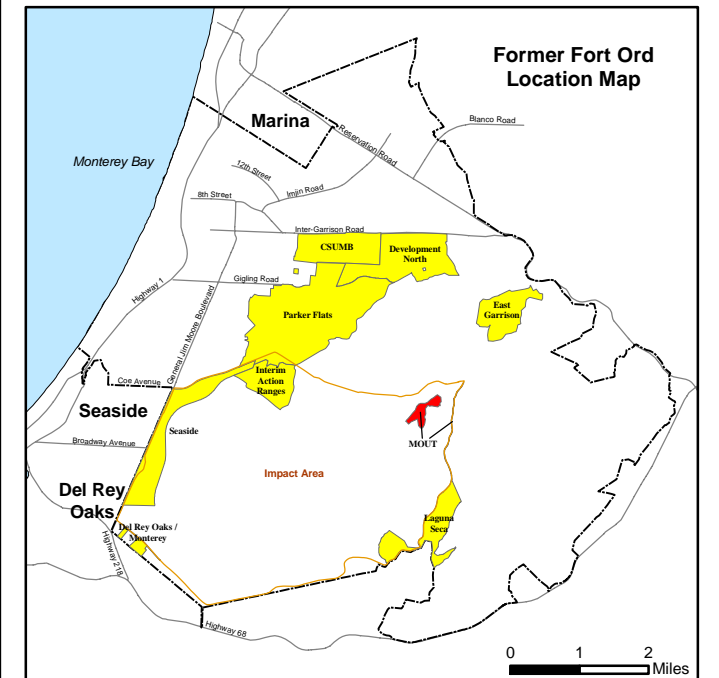 Former Fort Ord
Location Map
Marina
Blanco Road
Reservation Road
Monterey Bay
12th Street
Imjin Road
8th Street
Inter-Garrison Road
CSUMB
Development
North
Highway 1
Gigling Road
East
Garrison
Parker Flats
General Jim Moore Boulevard
Interim
Action
Ranges
Coe Avenue
Seaside
Seaside
MOUT
Broadway Avenue
Impact Area
Del Rey
Oaks
Laguna
Seca
Del Rey Oaks /
Monterey
Highway 218
Highway 68
0 1 2
Miles